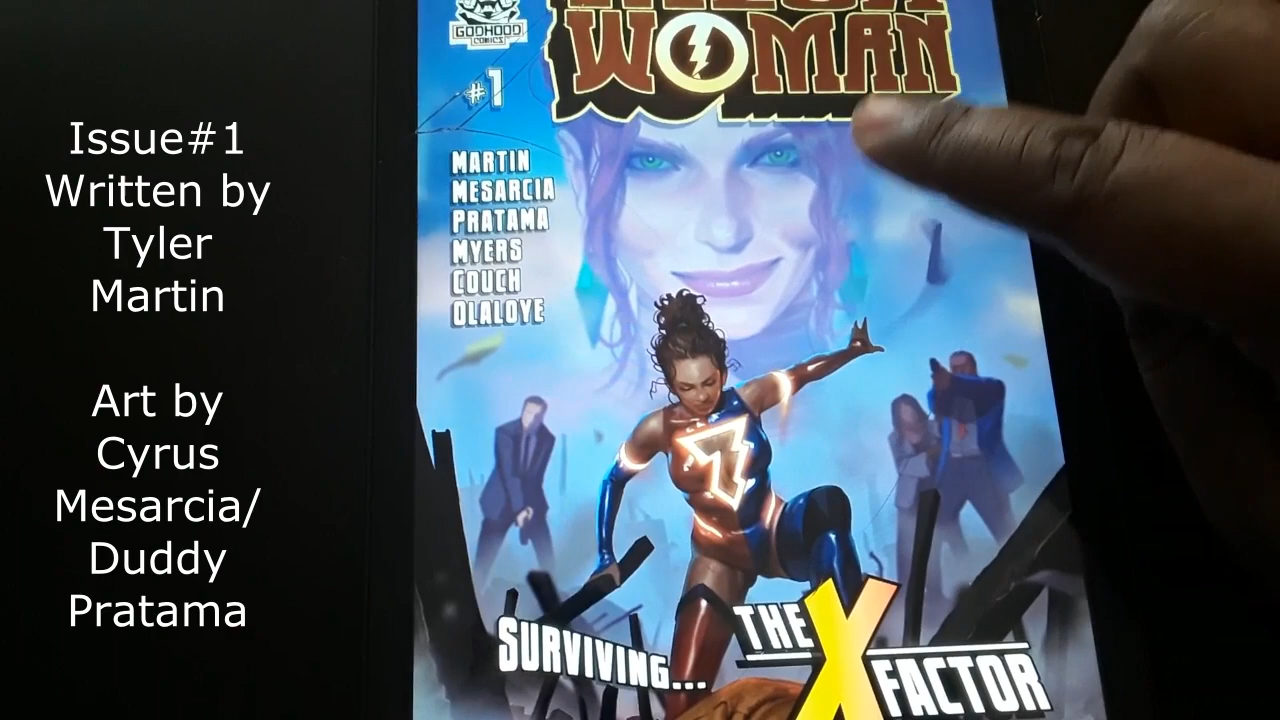 Issue#1
Written by
Tyler
Martin
Art by
Cyrus
Mesarcia/
Duddy
Pratama
GODHOOD
COMICS
#1
WOMAN
MARTIN
MESARCIA
PRATAMA
MYERS
COUCH
OLALOYE
SURVIVING...
THE X FACTOR